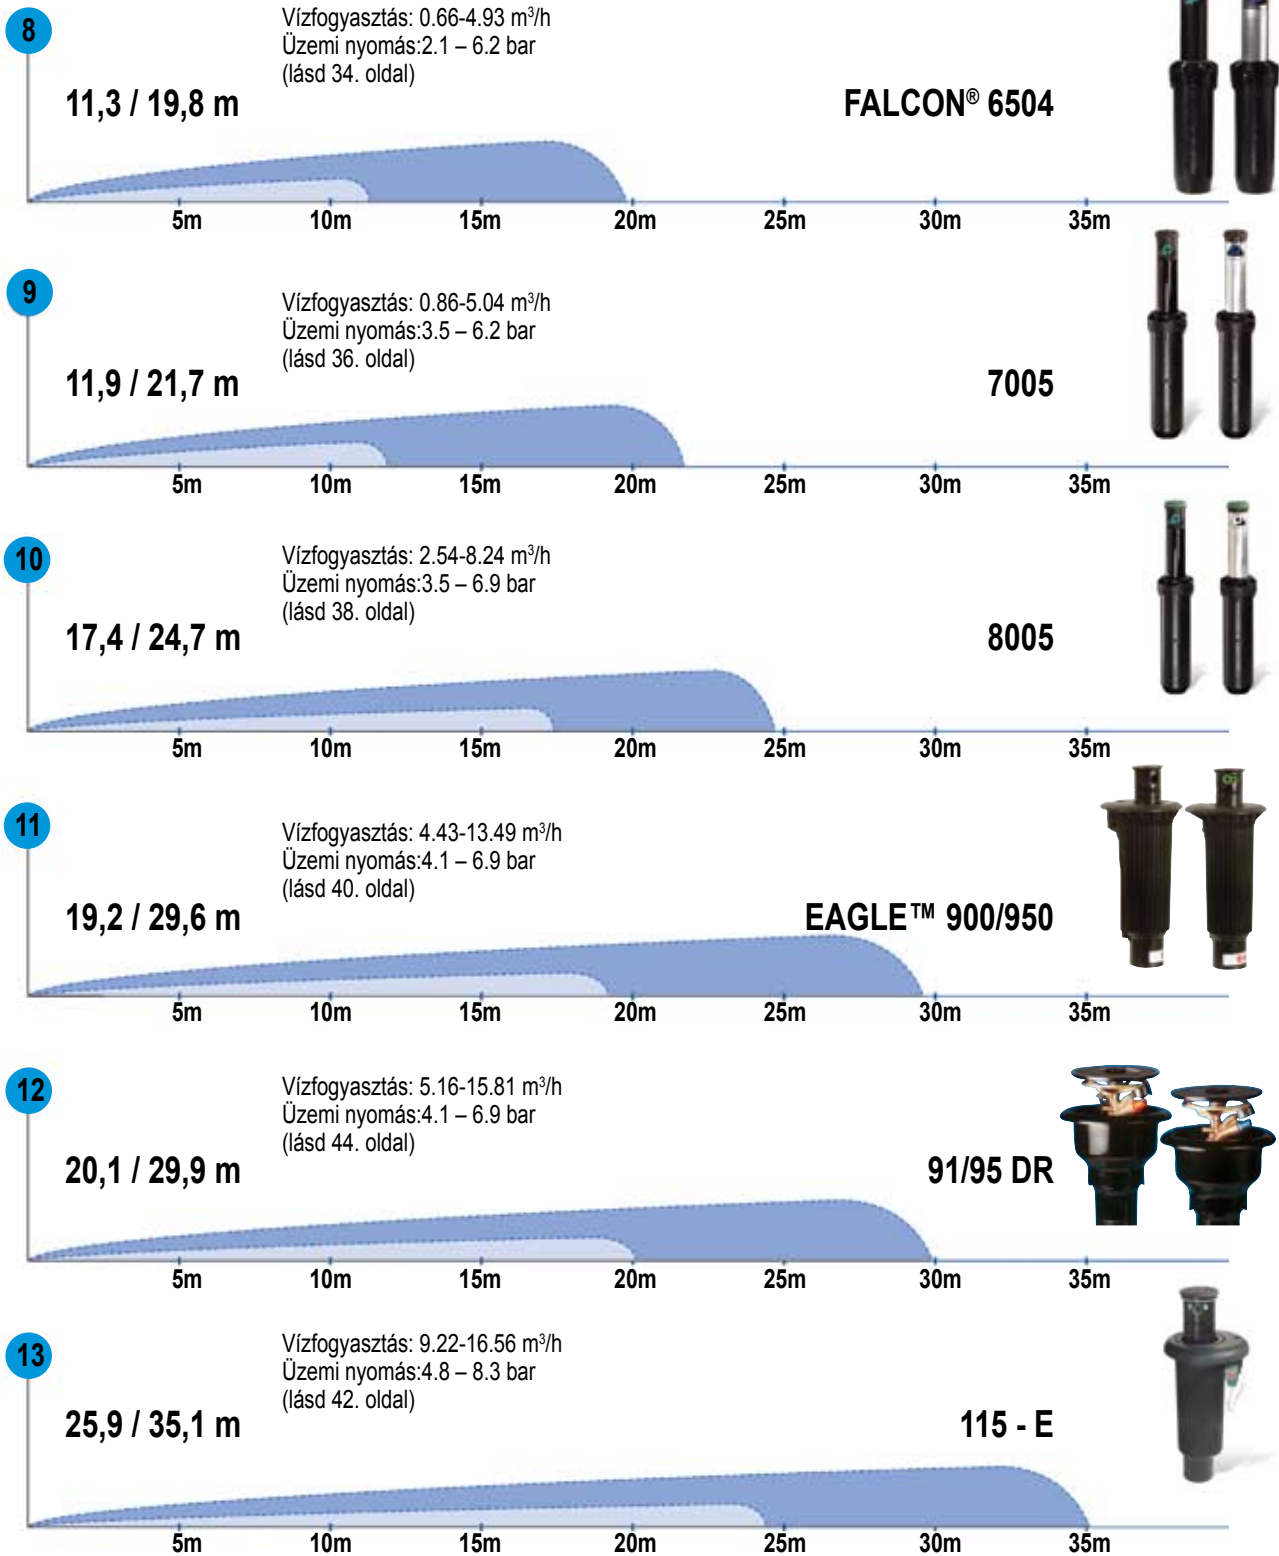 8
Vízfogyasztás: 0.66-4.93 m³/h
Üzemi nyomás:2.1 – 6.2 bar
(lásd 34. oldal)
11,3 / 19,8 m
FALCON® 6504
5m 10m 15m 20m 25m 30m 35m
9
Vízfogyasztás: 0.86-5.04 m³/h
Üzemi nyomás:3.5 – 6.2 bar
(lásd 36. oldal)
11,9 / 21,7 m
7005
5m 10m 15m 20m 25m 30m 35m
10
Vízfogyasztás: 2.54-8.24 m³/h
Üzemi nyomás:3.5 – 6.9 bar
(lásd 38. oldal)
17,4 / 24,7 m
8005
5m 10m 15m 20m 25m 30m 35m
11
Vízfogyasztás: 4.43-13.49 m³/h
Üzemi nyomás:4.1 – 6.9 bar
(lásd 40. oldal)
19,2 / 29,6 m
EAGLE™ 900/950
5m 10m 15m 20m 25m 30m 35m
12
Vízfogyasztás: 5.16-15.81 m³/h
Üzemi nyomás:4.1 – 6.9 bar
(lásd 44. oldal)
20,1 / 29,9 m
91/95 DR
5m 10m 15m 20m 25m 30m 35m
13
Vízfogyasztás: 9.22-16.56 m³/h
Üzemi nyomás:4.8 – 8.3 bar
(lásd 42. oldal)
25,9 / 35,1 m
115 - E
5m 10m 15m 20m 25m 30m 35m